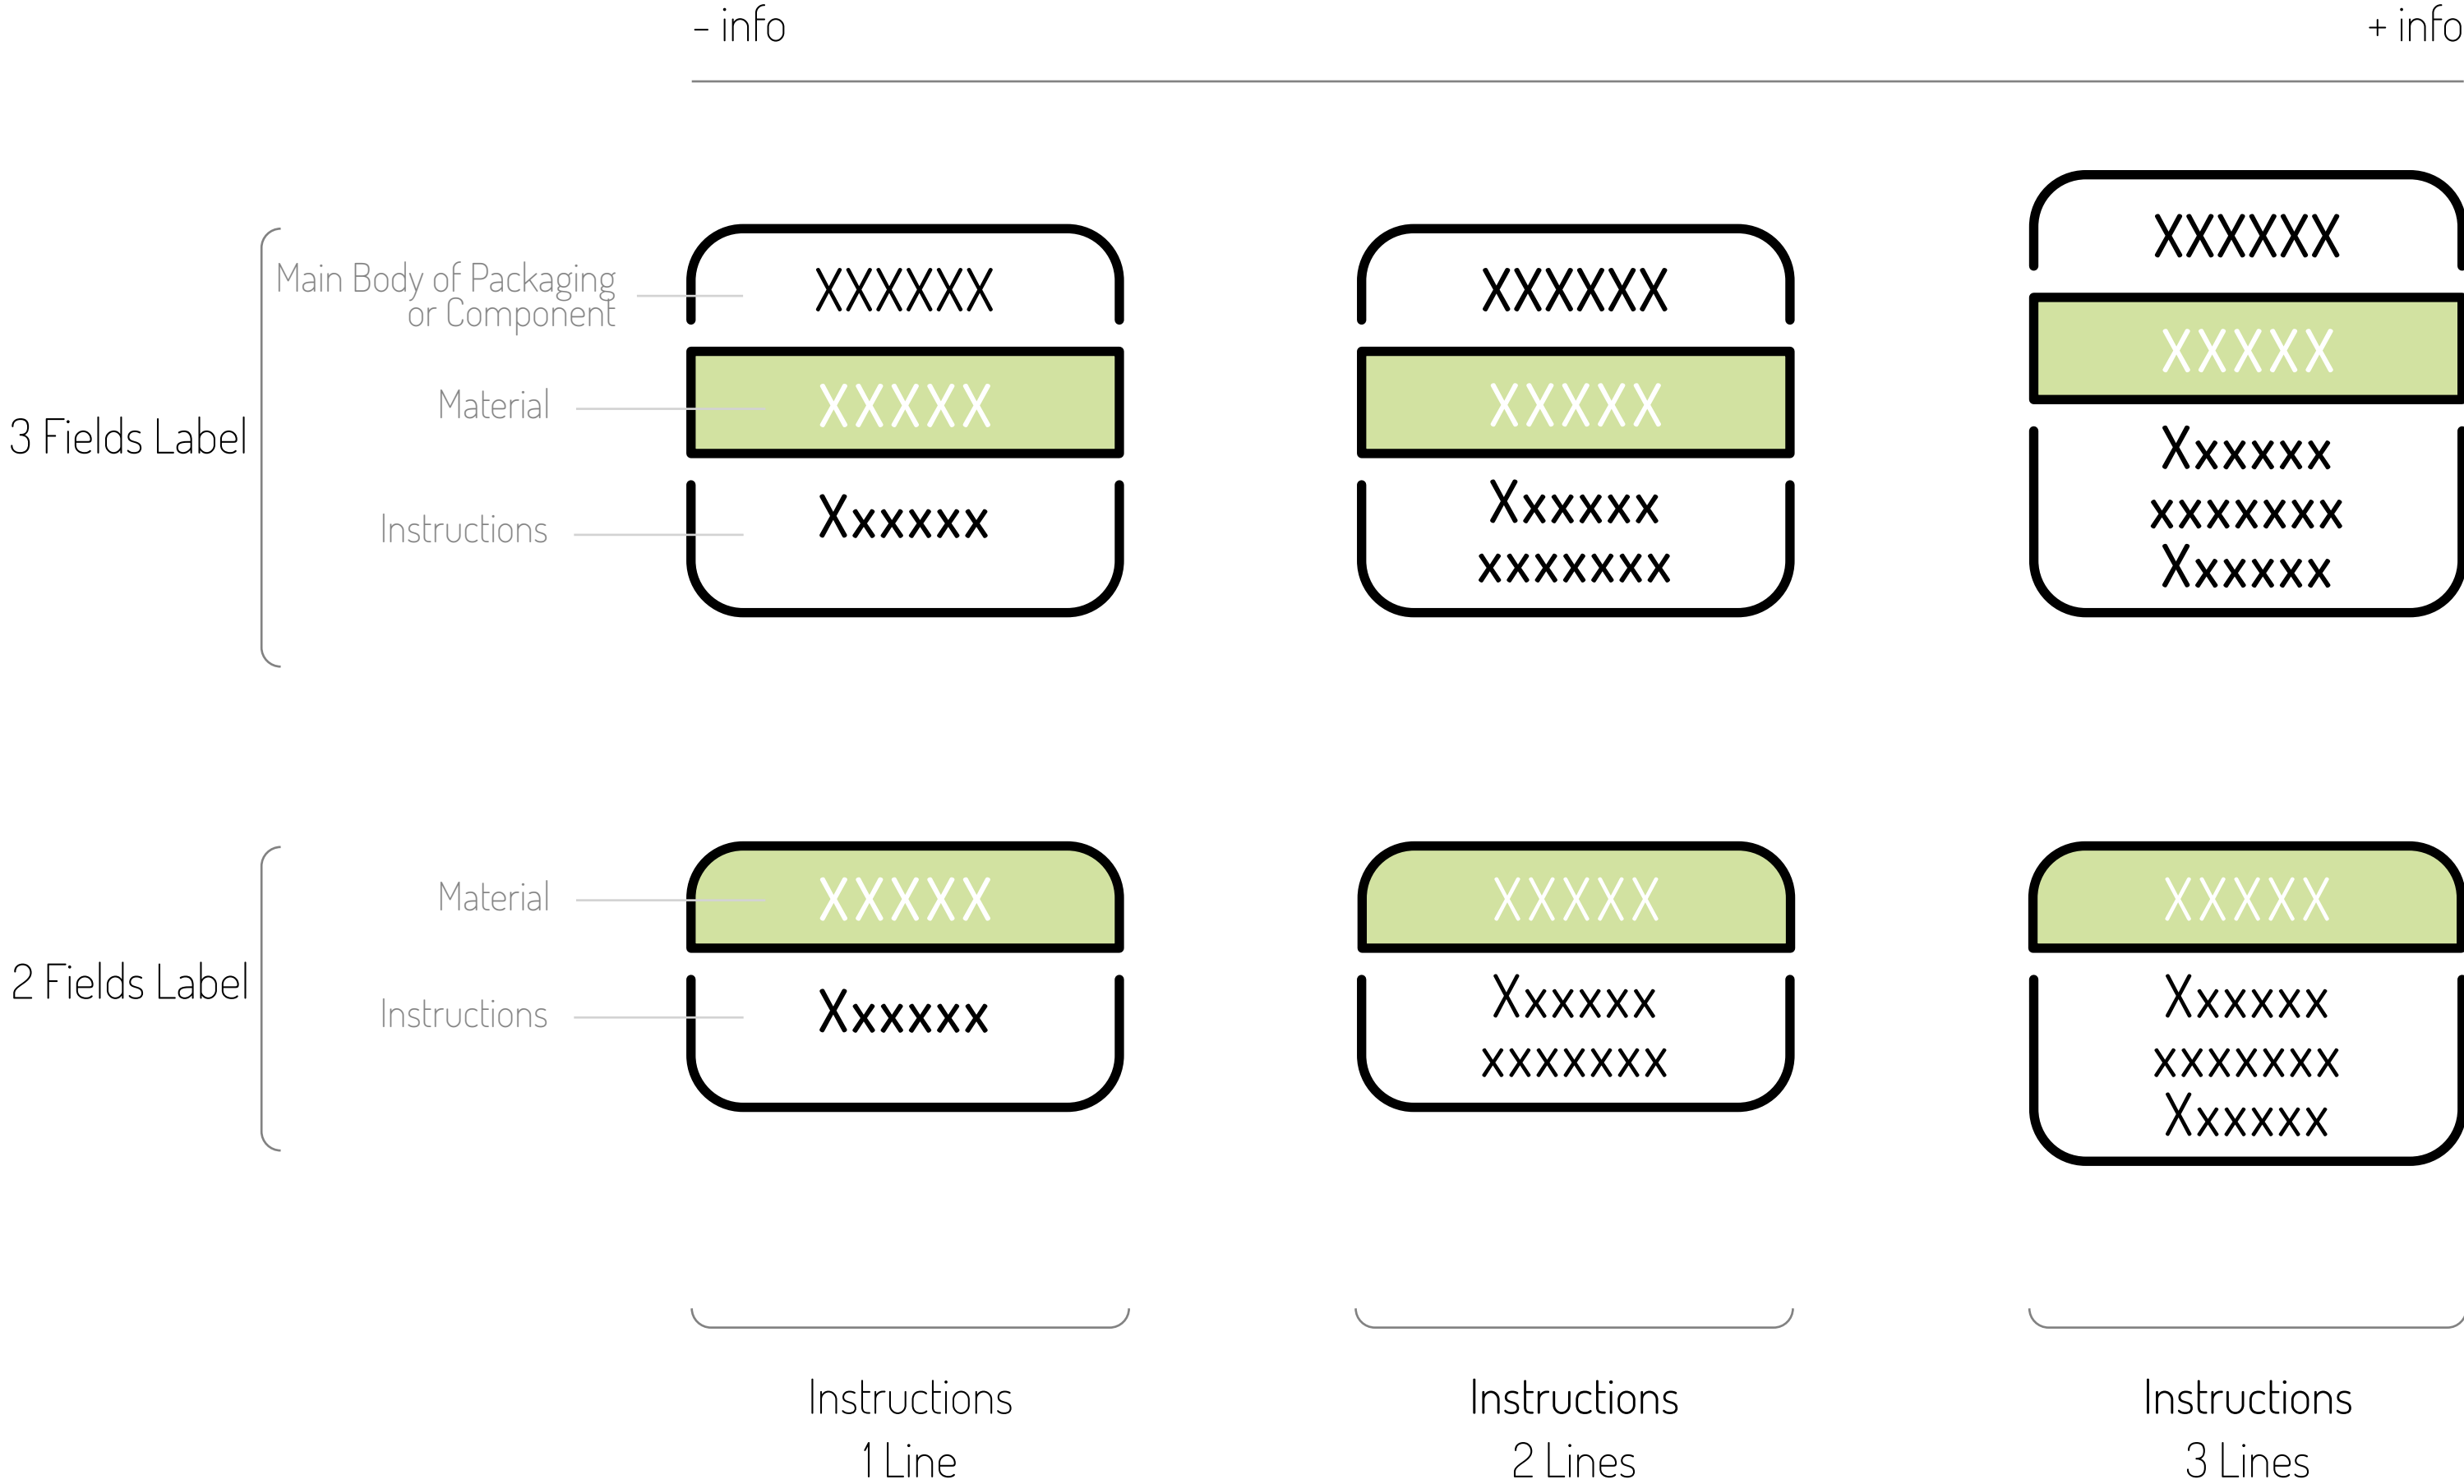 - info
+ info
3 Fields Label
Main Body of Packaging
or Component
Material
Instructions
XXXXXX
XXXXX
Xxxxxx
XXXXXX
XXXXX
Xxxxxx
xxxxxxx
XXXXXX
XXXXX
Xxxxxx
xxxxxxx
Xxxxxx
2 Fields Label
Material
Instructions
XXXXX
Xxxxxx
XXXXX
Xxxxxx
xxxxxxx
XXXXX
Xxxxxx
xxxxxxx
Xxxxxx
Instructions
1 Line
Instructions
2 Lines
Instructions
3 Lines